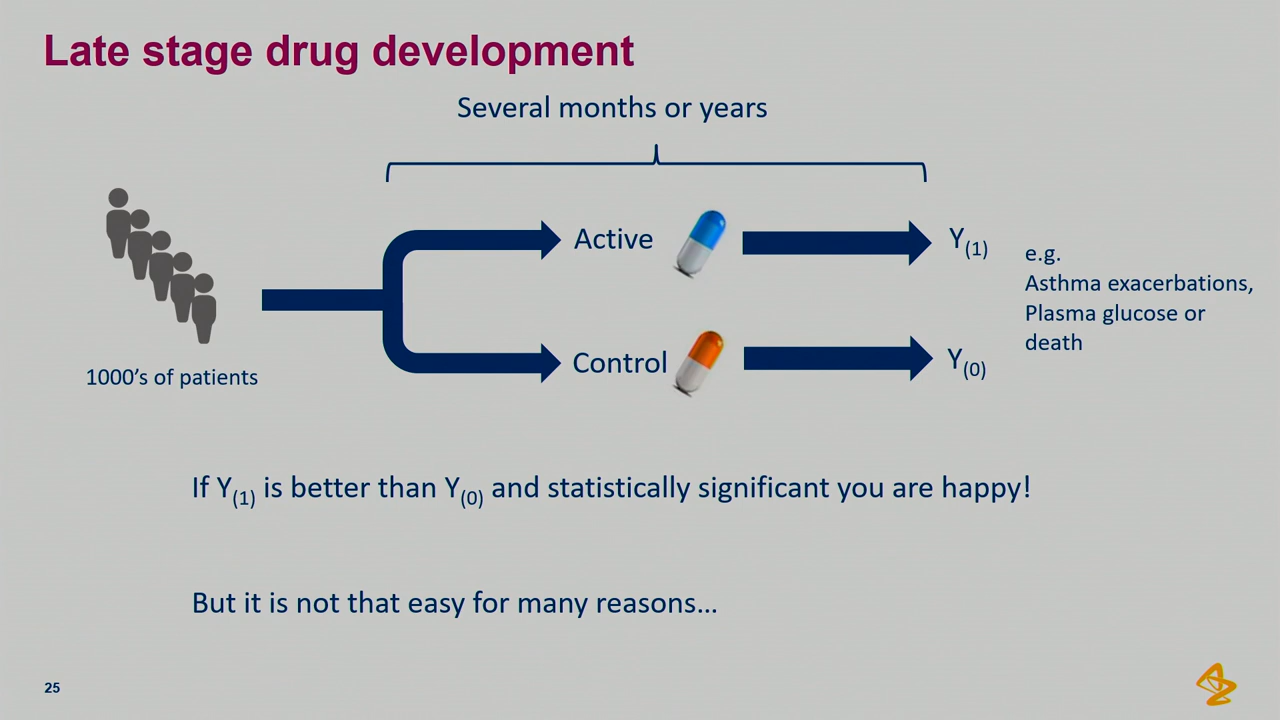 Late stage drug development
Several months or years
Active
Y(1)
e.g.
Asthma exacerbations,
Plasma glucose or
death
Control
Y(0)
1000's of patients
If Y(1) is better than Y(0) and statistically significant you are happy!
But it is not that easy for many reasons...
25